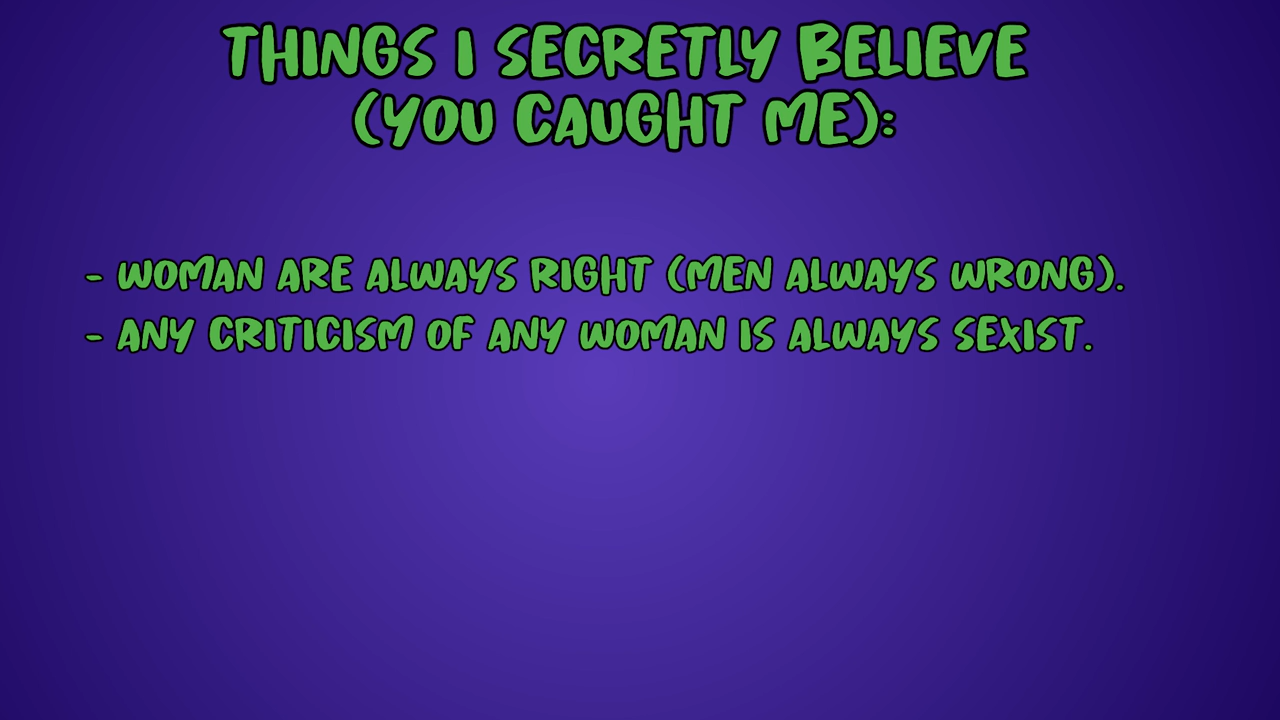 THINGS I SECRETLY BELIEVE
(YOU CAUGHT ME):
- WOMAN ARE ALWAYS RIGHT (MEN ALWAYS WRONG).
- ANY CRITICISM OF ANY WOMAN IS ALWAYS SEXIST.